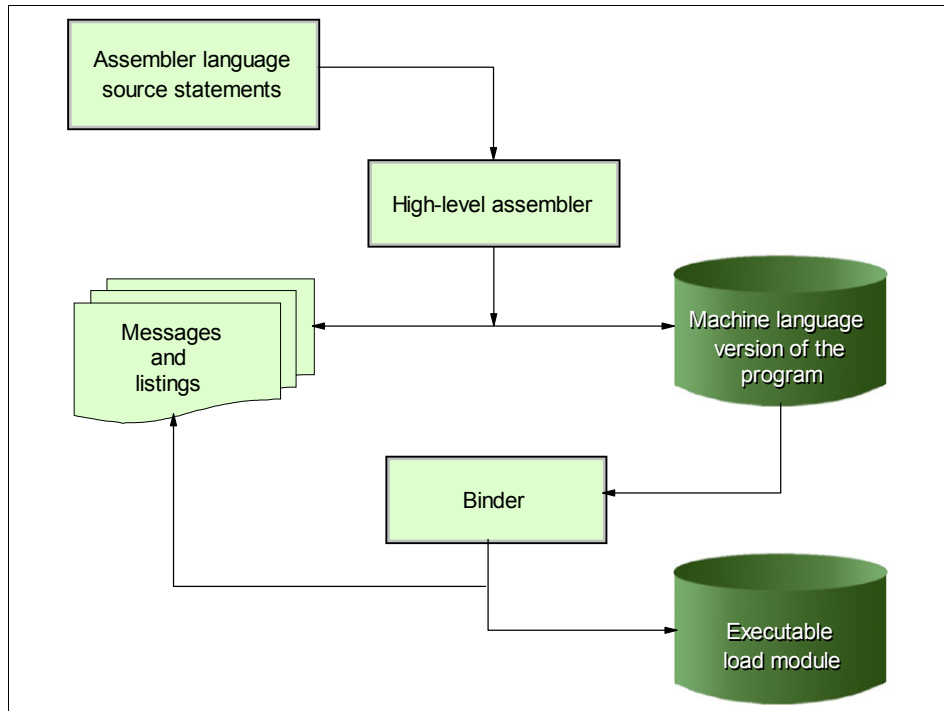 Assembler language
source statements
High-level assembler
Messages
and
listings
Machine language
version of the
program
Binder
Executable
load module